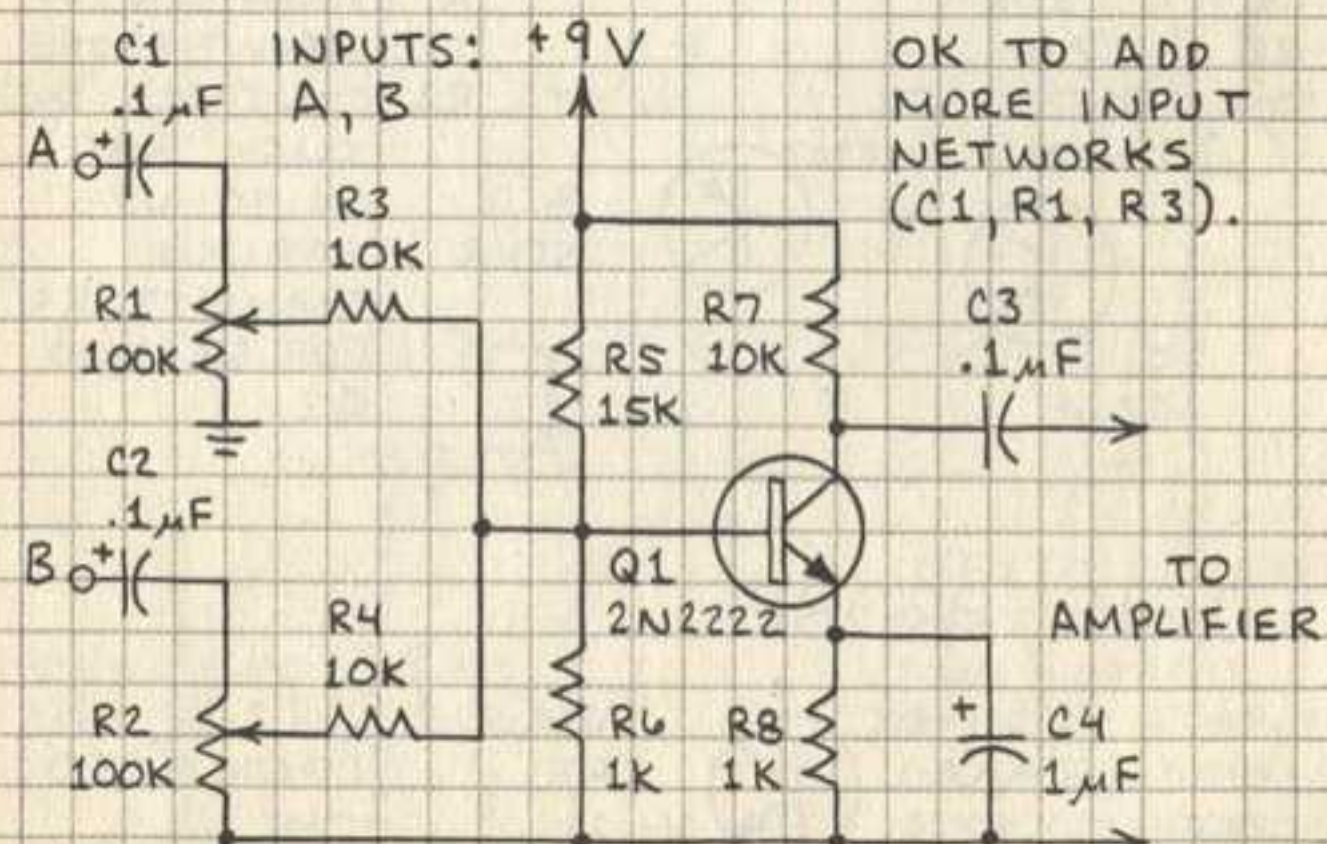 C1 INPUTS: +9V
.1μF A, B
OK TO ADD
MORE INPUT
NETWORKS
(C1, R1, R3).
A +
R3
10K
R1
100K
R5
15K
R7
10K
C3
.1μF
C2
.1μF
B +
Q1
2N2222
TO
AMPLIFIER
R4
10K
R2
100K
R6
1K
R8
1K
+ C4
1μF